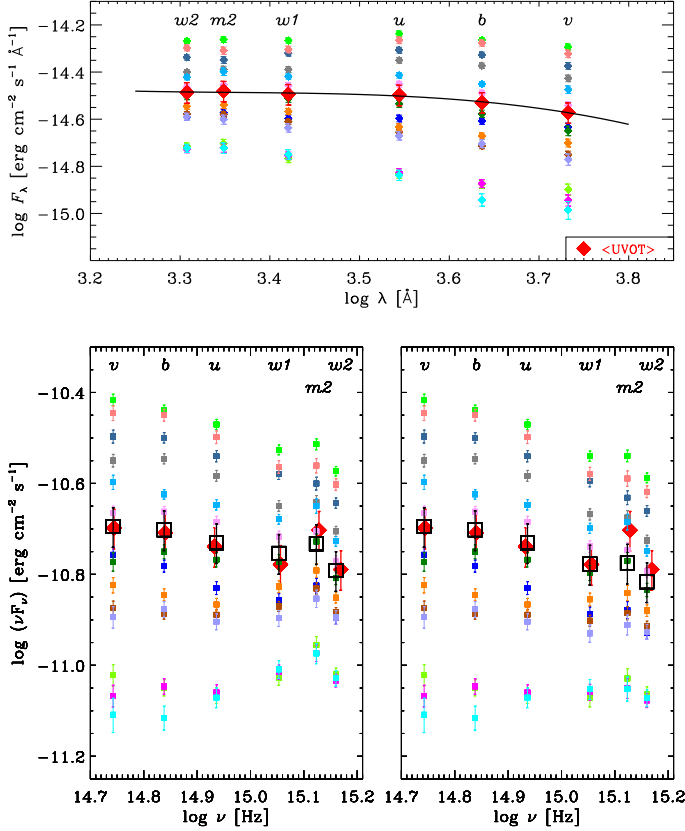 w2 m2 w1 u b v
−14.2
−14.4
−14.6
−14.8
−15.0
log F_λ [erg cm⁻² s⁻¹ Å⁻¹]
<UVOT>
3.2 3.3 3.4 3.5 3.6 3.7 3.8
log λ [Å]
v b u w1 w2
m2
v b u w1 w2
m2
−10.4
−10.6
−10.8
−11.0
−11.2
log (νF_ν) [erg cm⁻² s⁻¹]
14.7 14.8 14.9 15.0 15.1 15.2
14.7 14.8 14.9 15.0 15.1 15.2
log ν [Hz]
log ν [Hz]